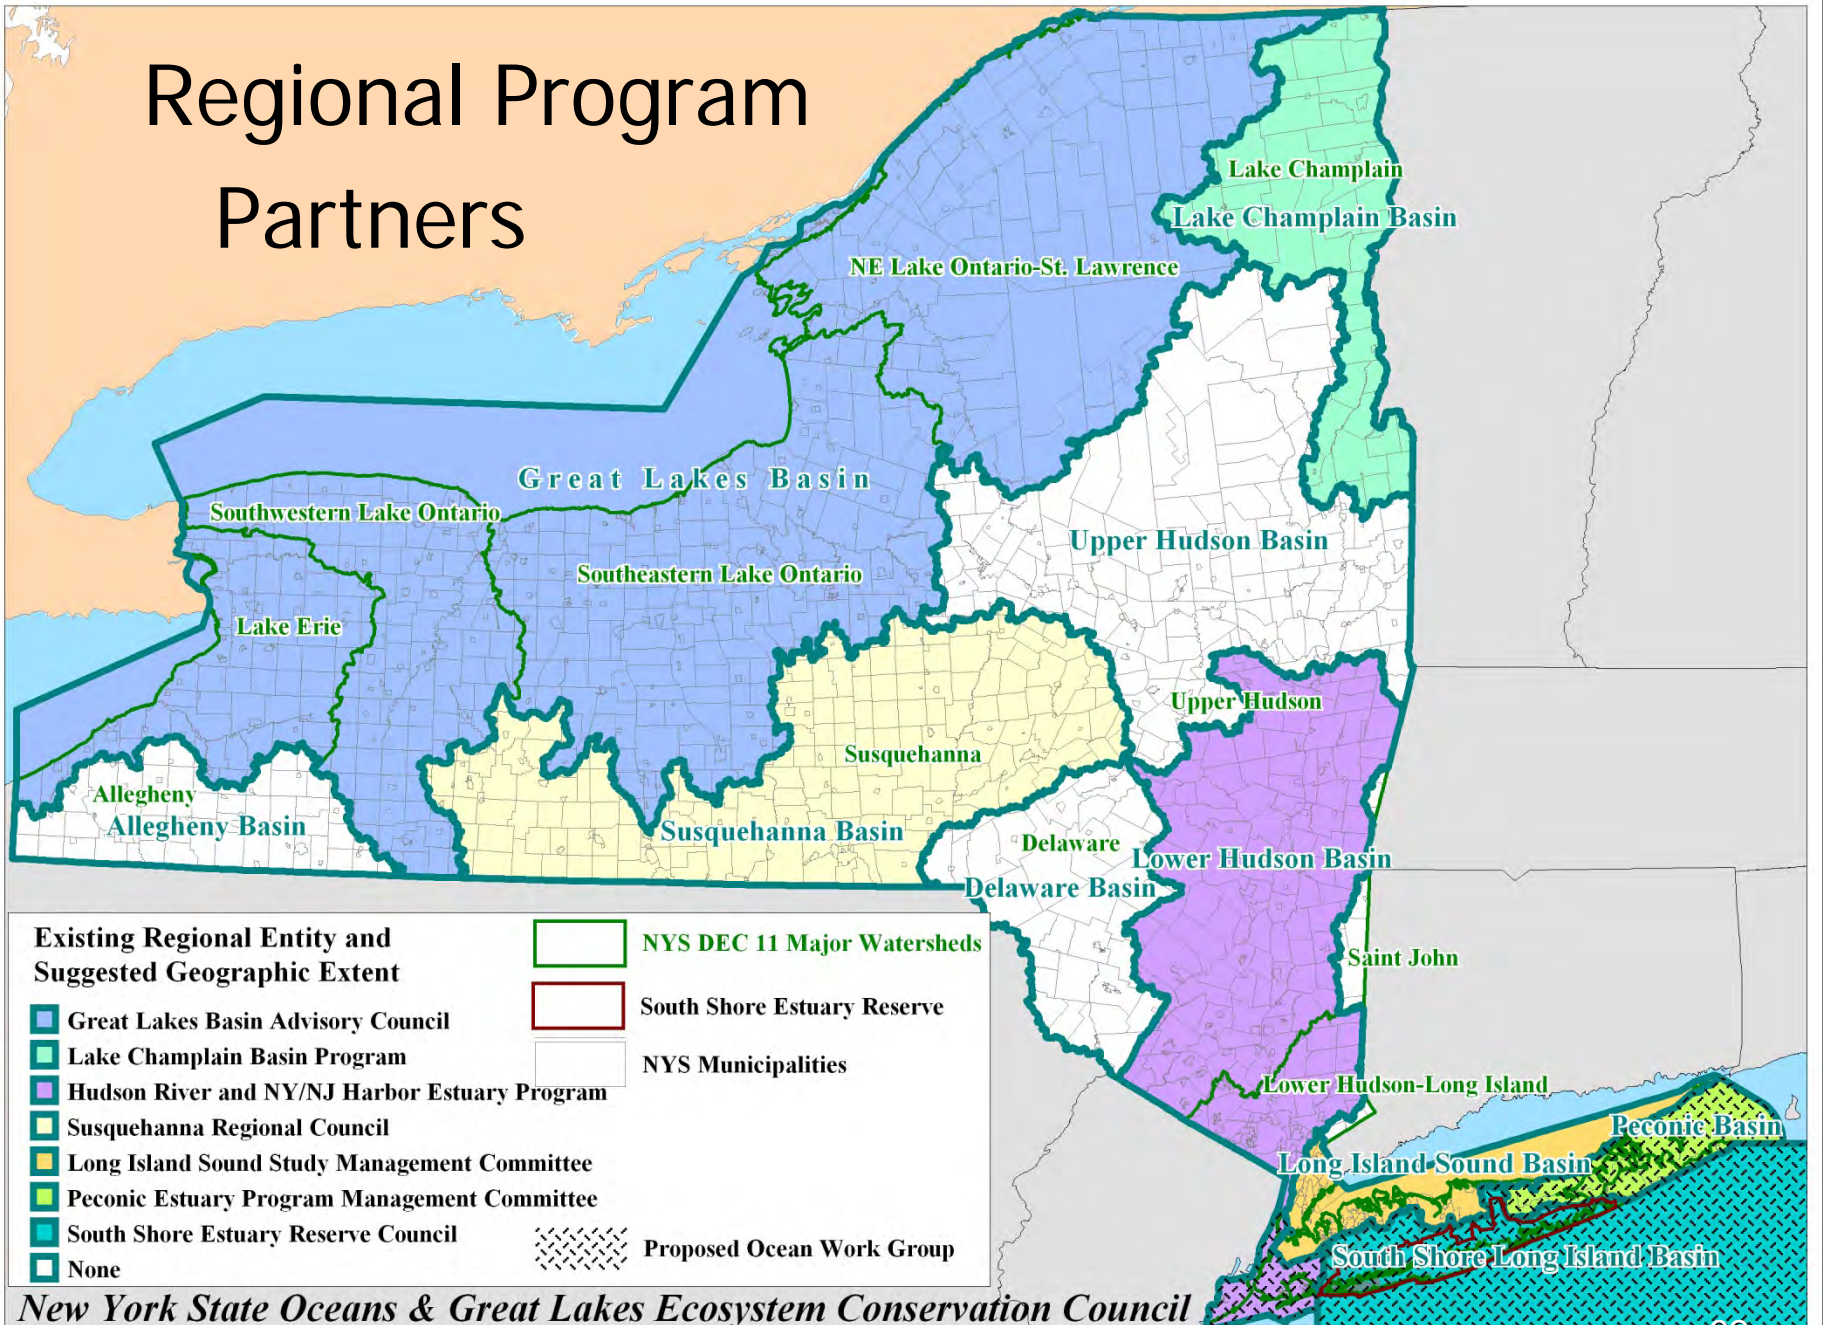 Regional Program
Partners
Lake Champlain
Lake Champlain Basin
NE Lake Ontario-St. Lawrence
Great Lakes Basin
Southwestern Lake Ontario
Upper Hudson Basin
Southeastern Lake Ontario
Lake Erie
Upper Hudson
Susquehanna
Allegheny
Allegheny Basin
Susquehanna Basin
Delaware
Lower Hudson Basin
Delaware Basin
Saint John
Lower Hudson-Long Island
Peconic Basin
Long Island Sound Basin
South Shore Long Island Basin
Existing Regional Entity and
Suggested Geographic Extent
Great Lakes Basin Advisory Council
Lake Champlain Basin Program
Hudson River and NY/NJ Harbor Estuary Program
Susquehanna Regional Council
Long Island Sound Study Management Committee
Peconic Estuary Program Management Committee
South Shore Estuary Reserve Council
None
NYS DEC 11 Major Watersheds
South Shore Estuary Reserve
NYS Municipalities
Proposed Ocean Work Group
New York State Oceans & Great Lakes Ecosystem Conservation Council